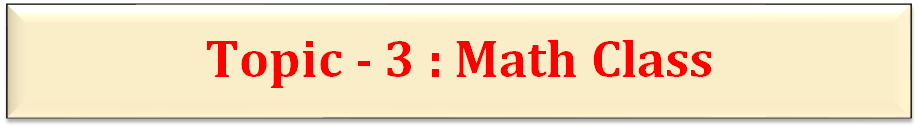 Topic - 3 : Math Class